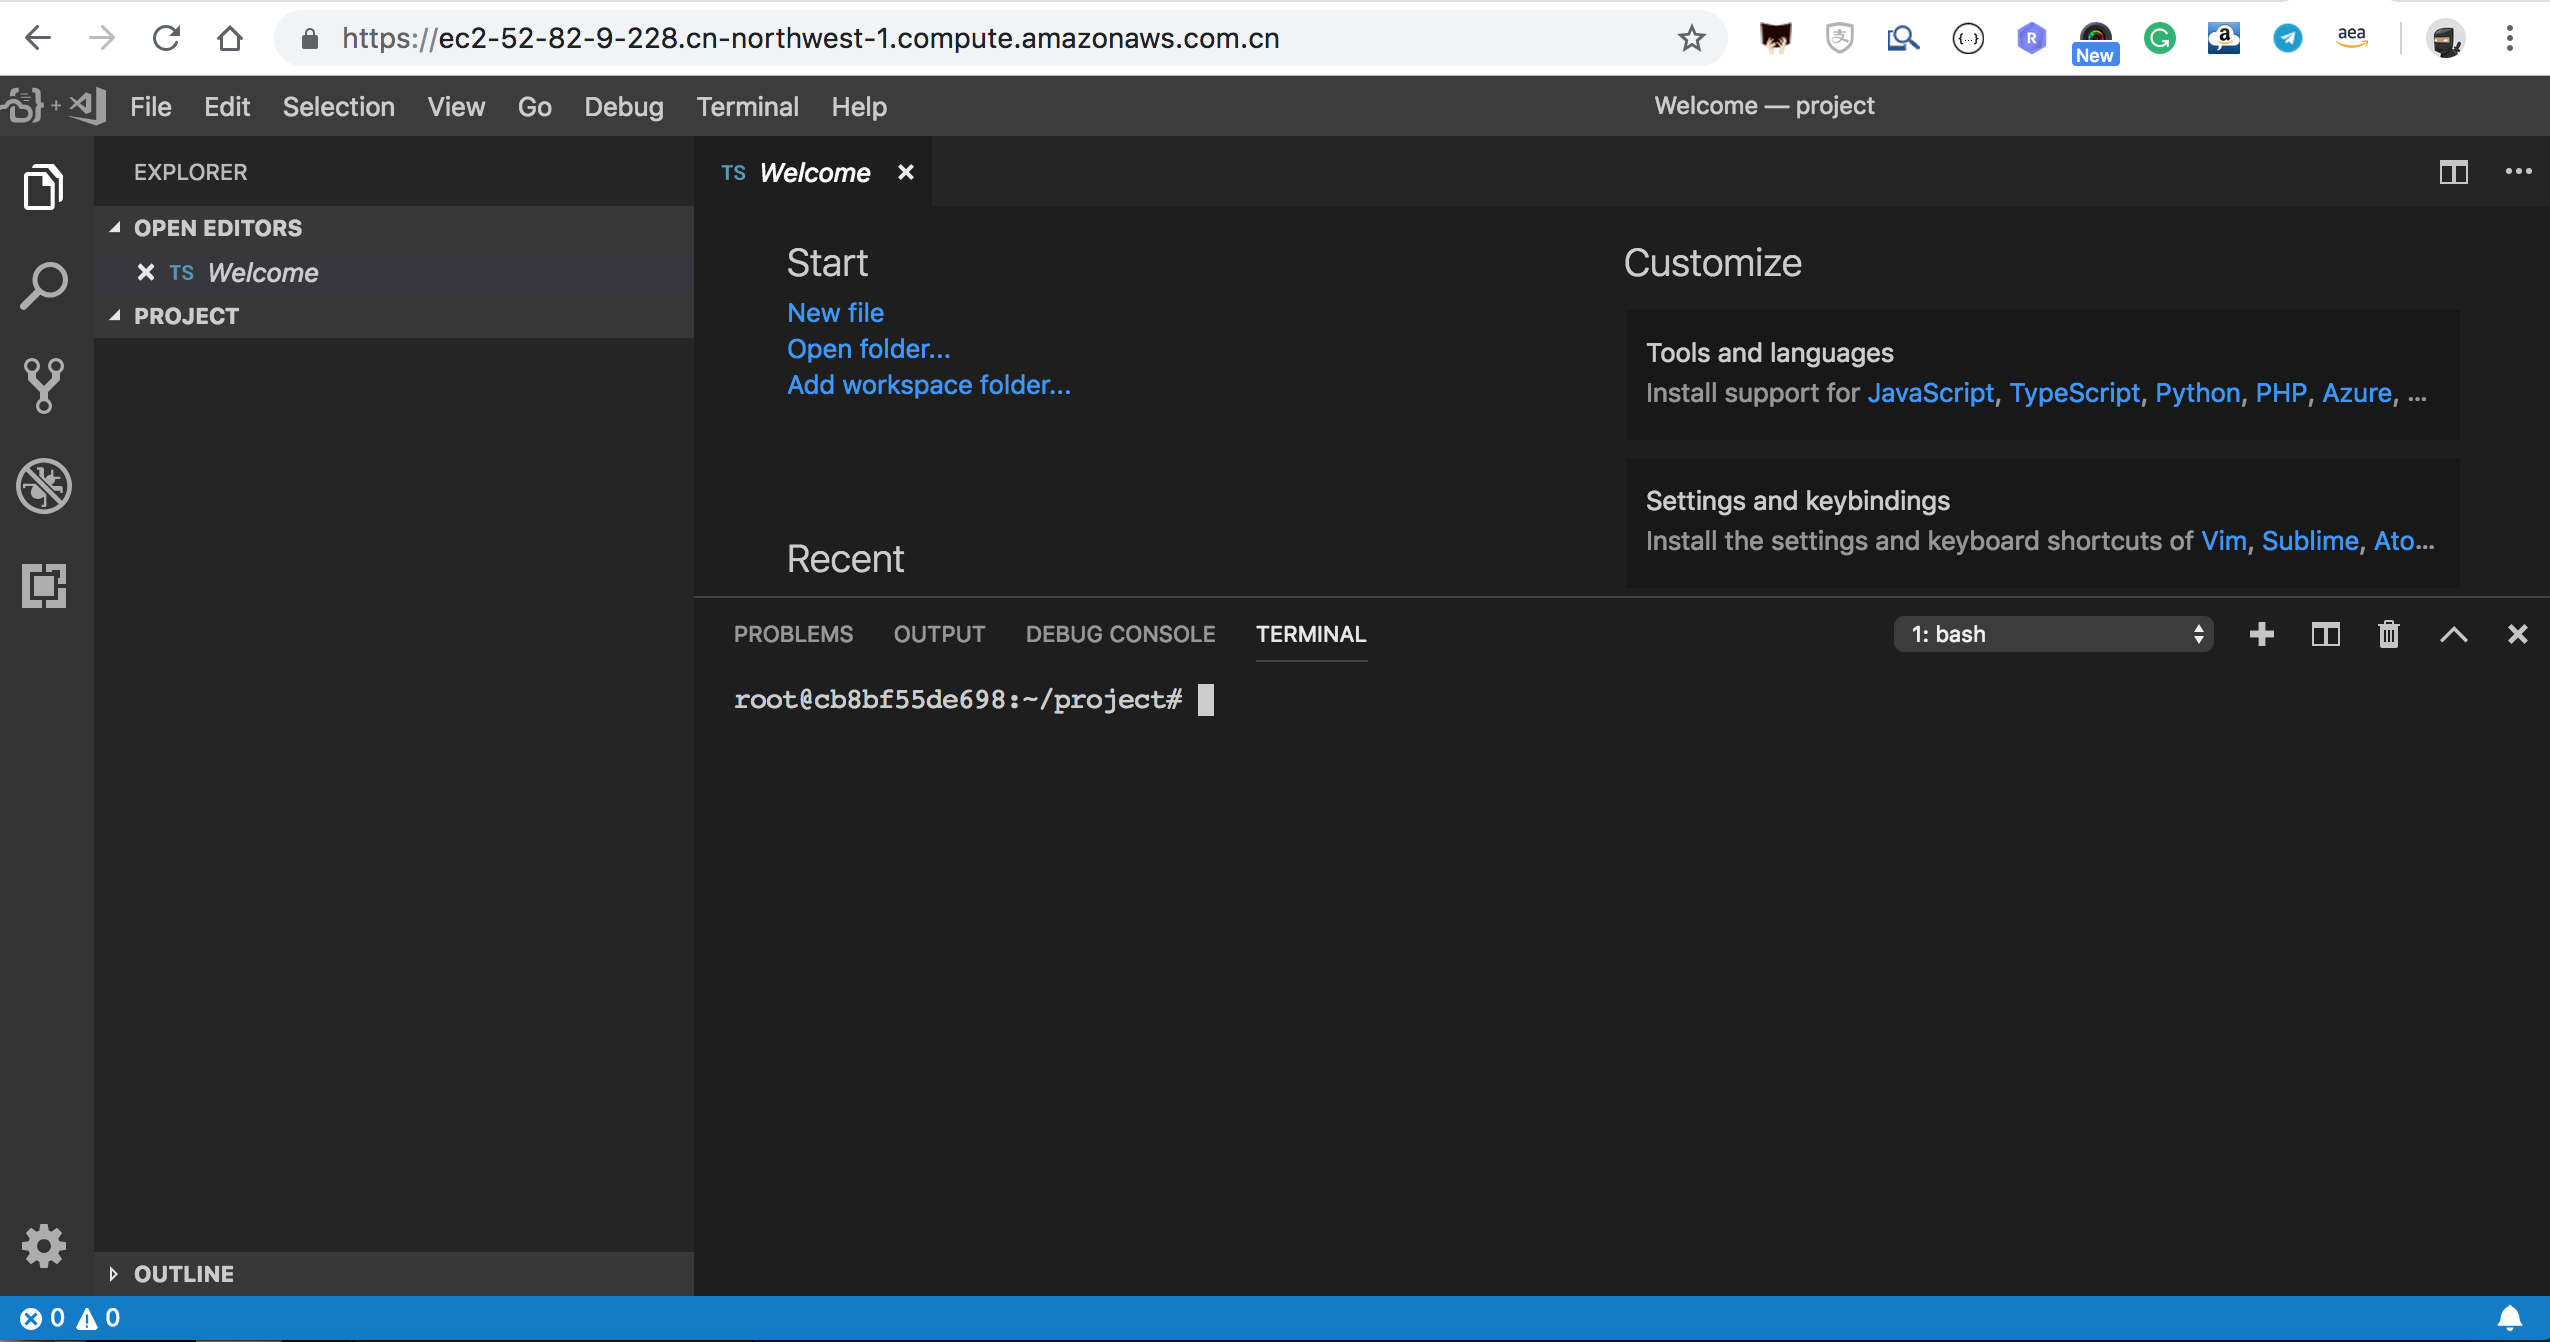 https://ec2-52-82-9-228.cn-northwest-1.compute.amazonaws.com.cn
{...}
R
New
a
aea
File Edit Selection View Go Debug Terminal Help
Welcome — project
EXPLORER
OPEN EDITORS
TS Welcome
PROJECT
OUTLINE
TS Welcome
Start
New file
Open folder...
Add workspace folder...
Recent
Customize
Tools and languages
Install support for JavaScript, TypeScript, Python, PHP, Azure, ...
Settings and keybindings
Install the settings and keyboard shortcuts of Vim, Sublime, Ato...
PROBLEMS OUTPUT DEBUG CONSOLE TERMINAL
1: bash
root@cb8bf55de698:~/project#
0 0